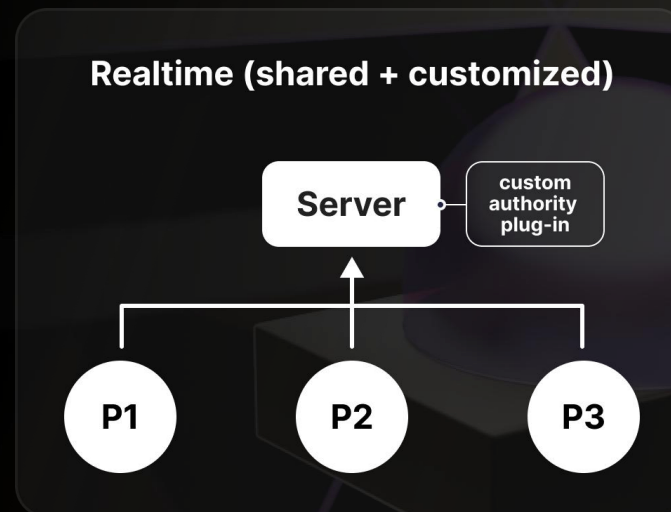 Realtime (shared + customized)
Server
custom
authority
plug-in
P1
P2
P3